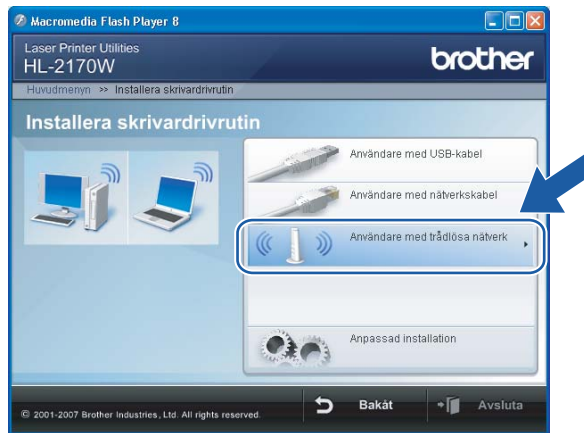 Macromedia Flash Player 8
Laser Printer Utilities
HL-2170W
brother
Huvudmenyn >> Installera skrivardrivrutin
Installera skrivardrivrutin
Användare med USB-kabel
Användare med nätverkskabel
Användare med trådlösa nätverk
Anpassad installation
© 2001-2007 Brother Industries, Ltd. All rights reserved.
Bakåt
Avsluta